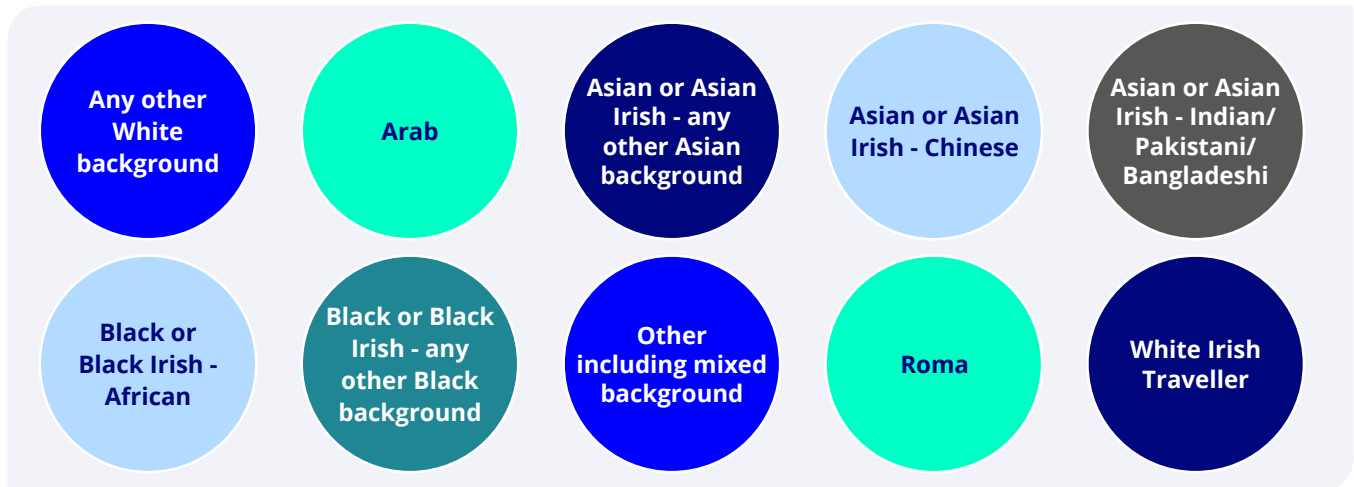 Any other
White
background
Arab
Asian or Asian
Irish - any
other Asian
background
Asian or Asian
Irish - Chinese
Asian or Asian
Irish - Indian/
Pakistani/
Bangladeshi
Black or
Black Irish -
African
Black or Black
Irish - any
other Black
background
Other
including mixed
background
Roma
White Irish
Traveller